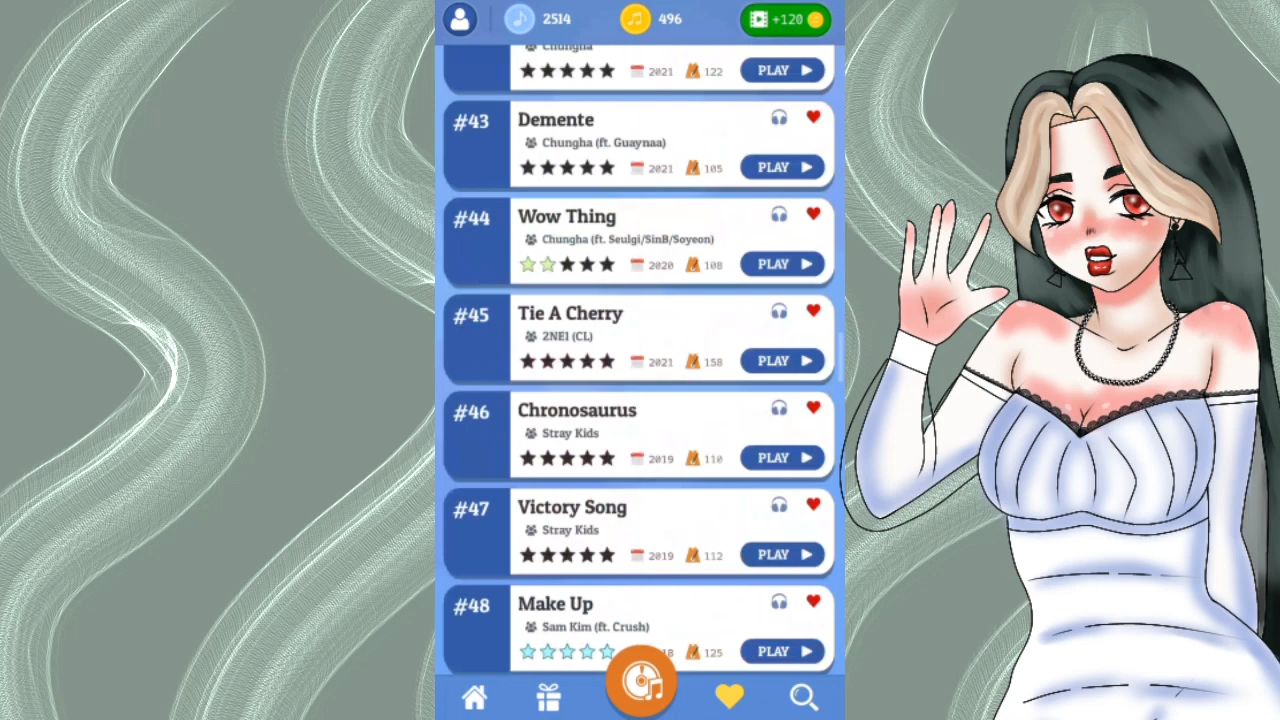 2514
496
+120
Chungha
2021
122
PLAY
#43
Demente
Chungha (ft. Guaynaa)
2021
105
PLAY
#44
Wow Thing
Chungha (ft. Seulgi/SinB/Soyeon)
2020
108
PLAY
#45
Tie A Cherry
2NE1 (CL)
2021
158
PLAY
#46
Chronosaurus
Stray Kids
2019
110
PLAY
#47
Victory Song
Stray Kids
2019
112
PLAY
#48
Make Up
Sam Kim (ft. Crush)
18
125
PLAY